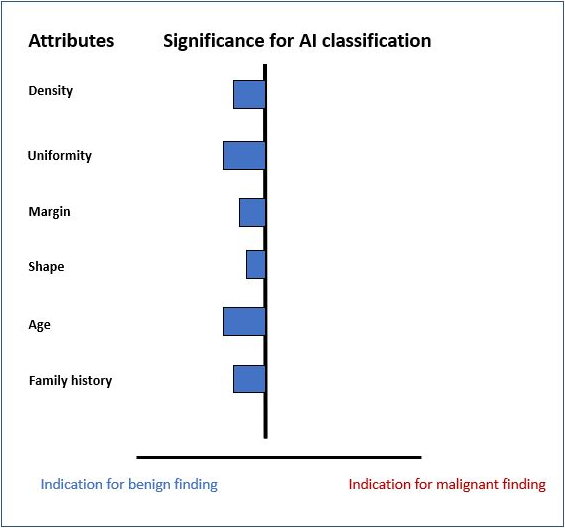 Attributes
Significance for AI classification
Density
Uniformity
Margin
Shape
Age
Family history
Indication for benign finding
Indication for malignant finding